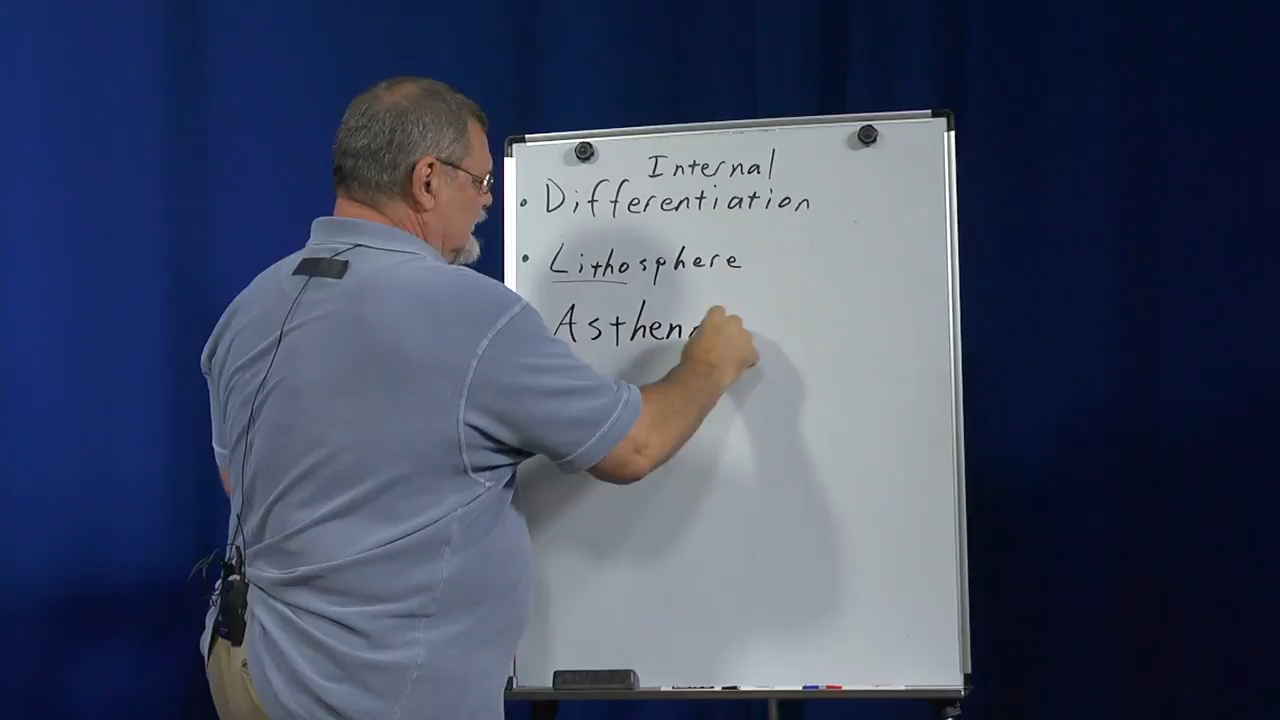 Internal
• Differentiation
• Lithosphere
Asthen